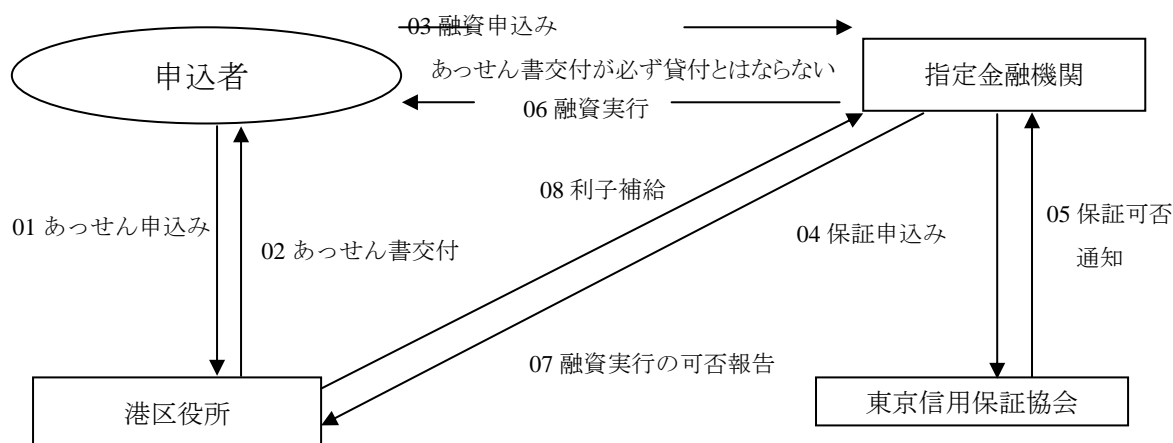 03 融資申込み
申込者
あっせん書交付が必ず貸付とはならない
指定金融機関
06 融資実行
08 利子補給
01 あっせん申込み
02 あっせん書交付
04 保証申込み
05 保証可否
通知
07 融資実行の可否報告
港区役所
東京信用保証協会